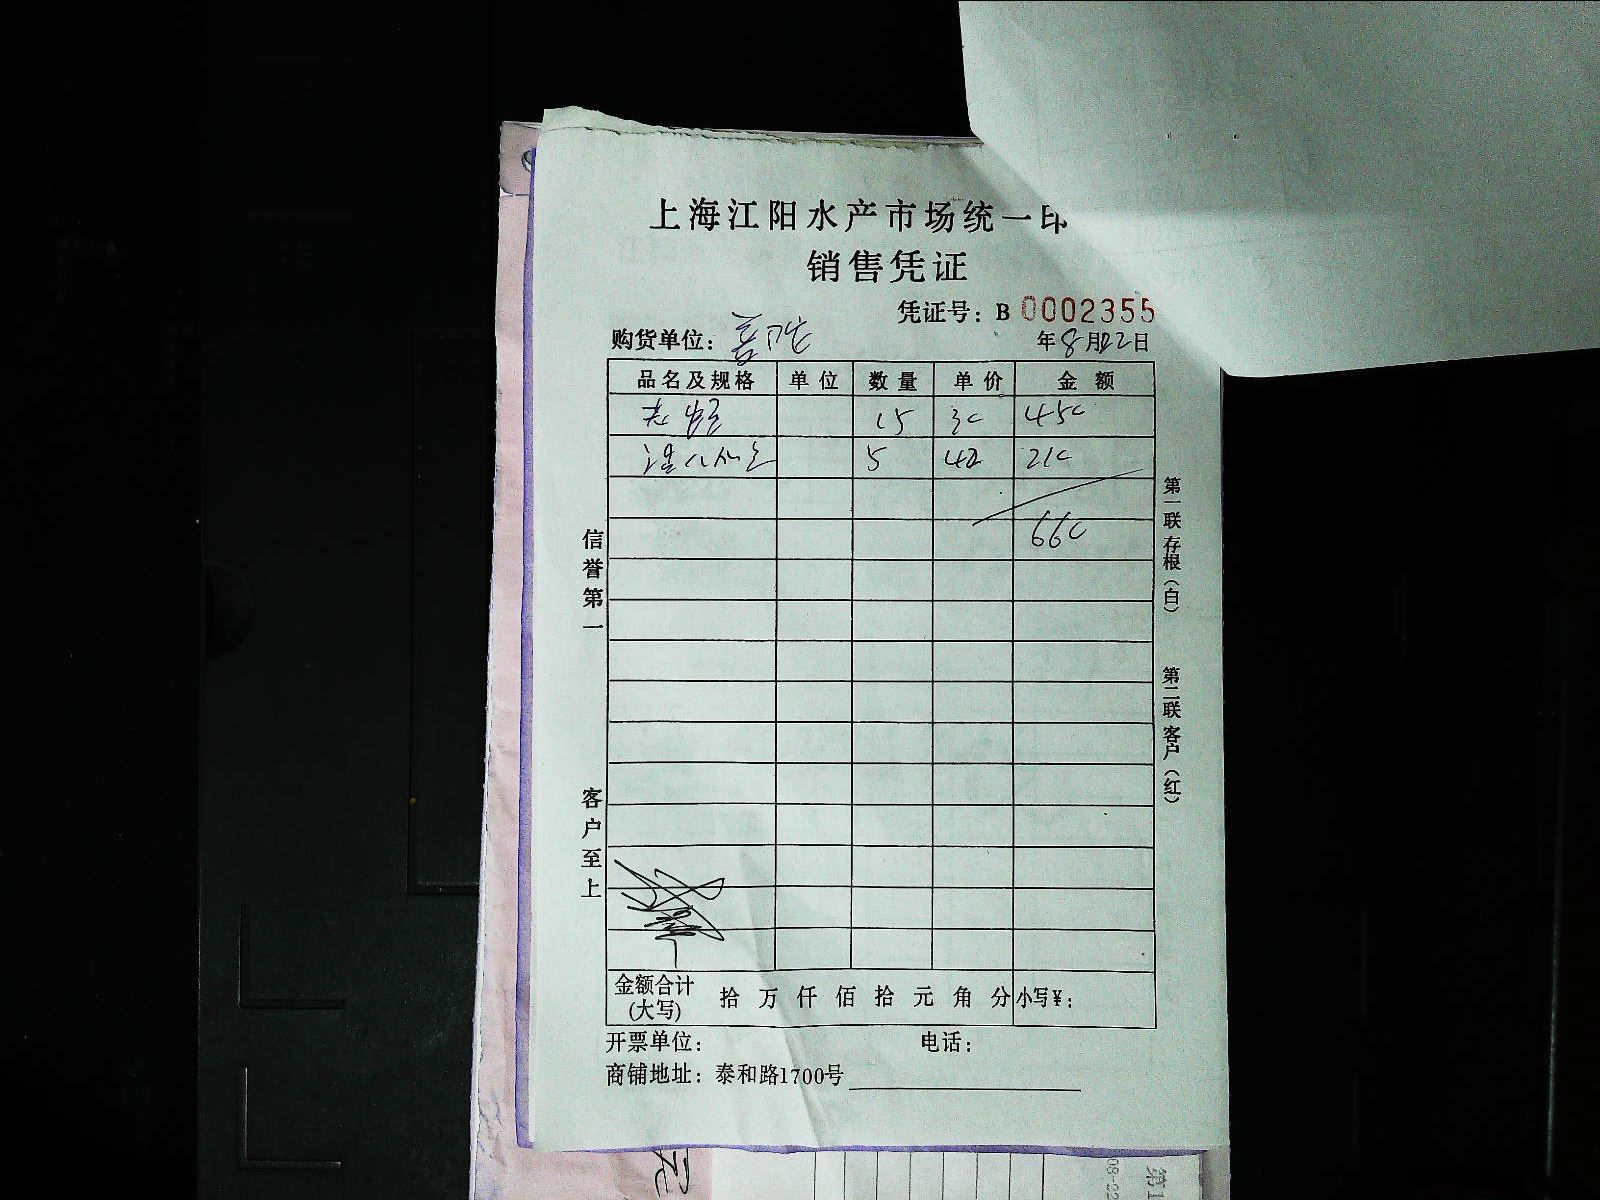 上海江阳水产市场统一印
销售凭证
凭证号：B 0002355
购货单位：
年8月22日
品名及规格 单位 数量 单价 金额
15 30 450
5 42 210
660
信誉第一
客户至上
第一联存根（白）
第二联客户（红）
金额合计（大写） 拾 万 仟 佰 拾 元 角 分 小写¥：
开票单位： 电话：
商铺地址：泰和路1700号